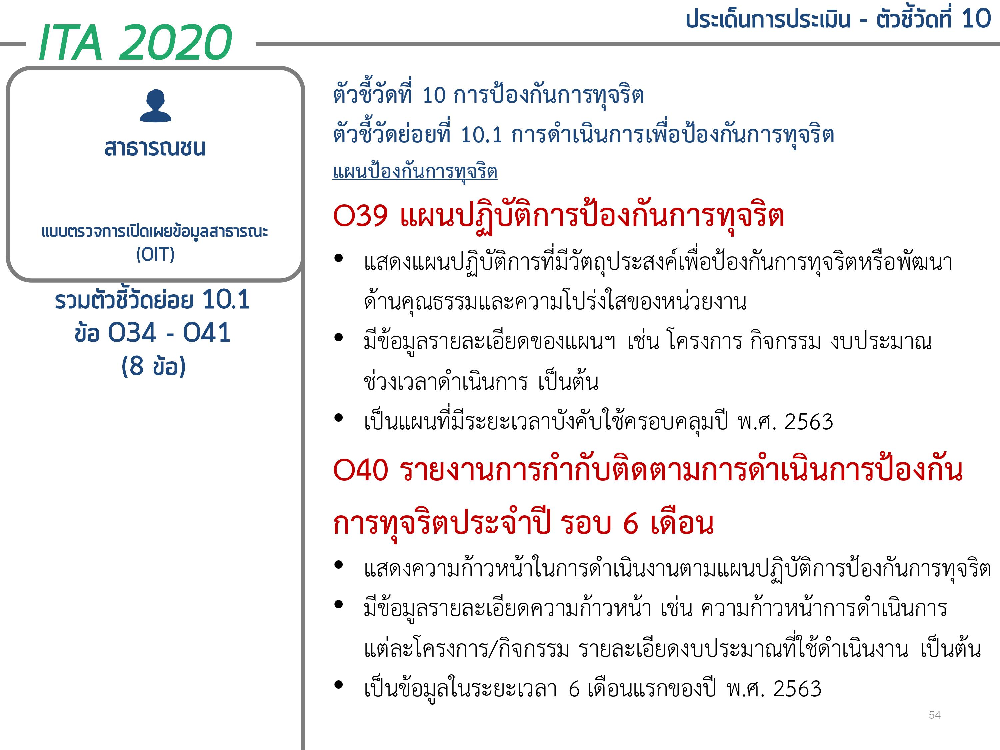 ประเด็นการประเมิน - ตัวชี้วัดที่ 10
ITA 2020
สาธารณชน
แบบตรวจการเปิดเผยข้อมูลสาธารณะ
(OIT)
รวมตัวชี้วัดย่อย 10.1
ข้อ O34 - O41
(8 ข้อ)
ตัวชี้วัดที่ 10 การป้องกันการทุจริต
ตัวชี้วัดย่อยที่ 10.1 การดำเนินการเพื่อป้องกันการทุจริต
แผนป้องกันการทุจริต
O39 แผนปฏิบัติการป้องกันการทุจริต
• แสดงแผนปฏิบัติการที่มีวัตถุประสงค์เพื่อป้องกันการทุจริตหรือพัฒนา
ด้านคุณธรรมและความโปร่งใสของหน่วยงาน
• มีข้อมูลรายละเอียดของแผนฯ เช่น โครงการ กิจกรรม งบประมาณ
ช่วงเวลาดำเนินการ เป็นต้น
• เป็นแผนที่มีระยะเวลาบังคับใช้ครอบคลุมปี พ.ศ. 2563
O40 รายงานการกำกับติดตามการดำเนินการป้องกัน
การทุจริตประจำปี รอบ 6 เดือน
• แสดงความก้าวหน้าในการดำเนินงานตามแผนปฏิบัติการป้องกันการทุจริต
• มีข้อมูลรายละเอียดความก้าวหน้า เช่น ความก้าวหน้าการดำเนินการ
แต่ละโครงการ/กิจกรรม รายละเอียดงบประมาณที่ใช้ดำเนินงาน เป็นต้น
• เป็นข้อมูลในระยะเวลา 6 เดือนแรกของปี พ.ศ. 2563
54